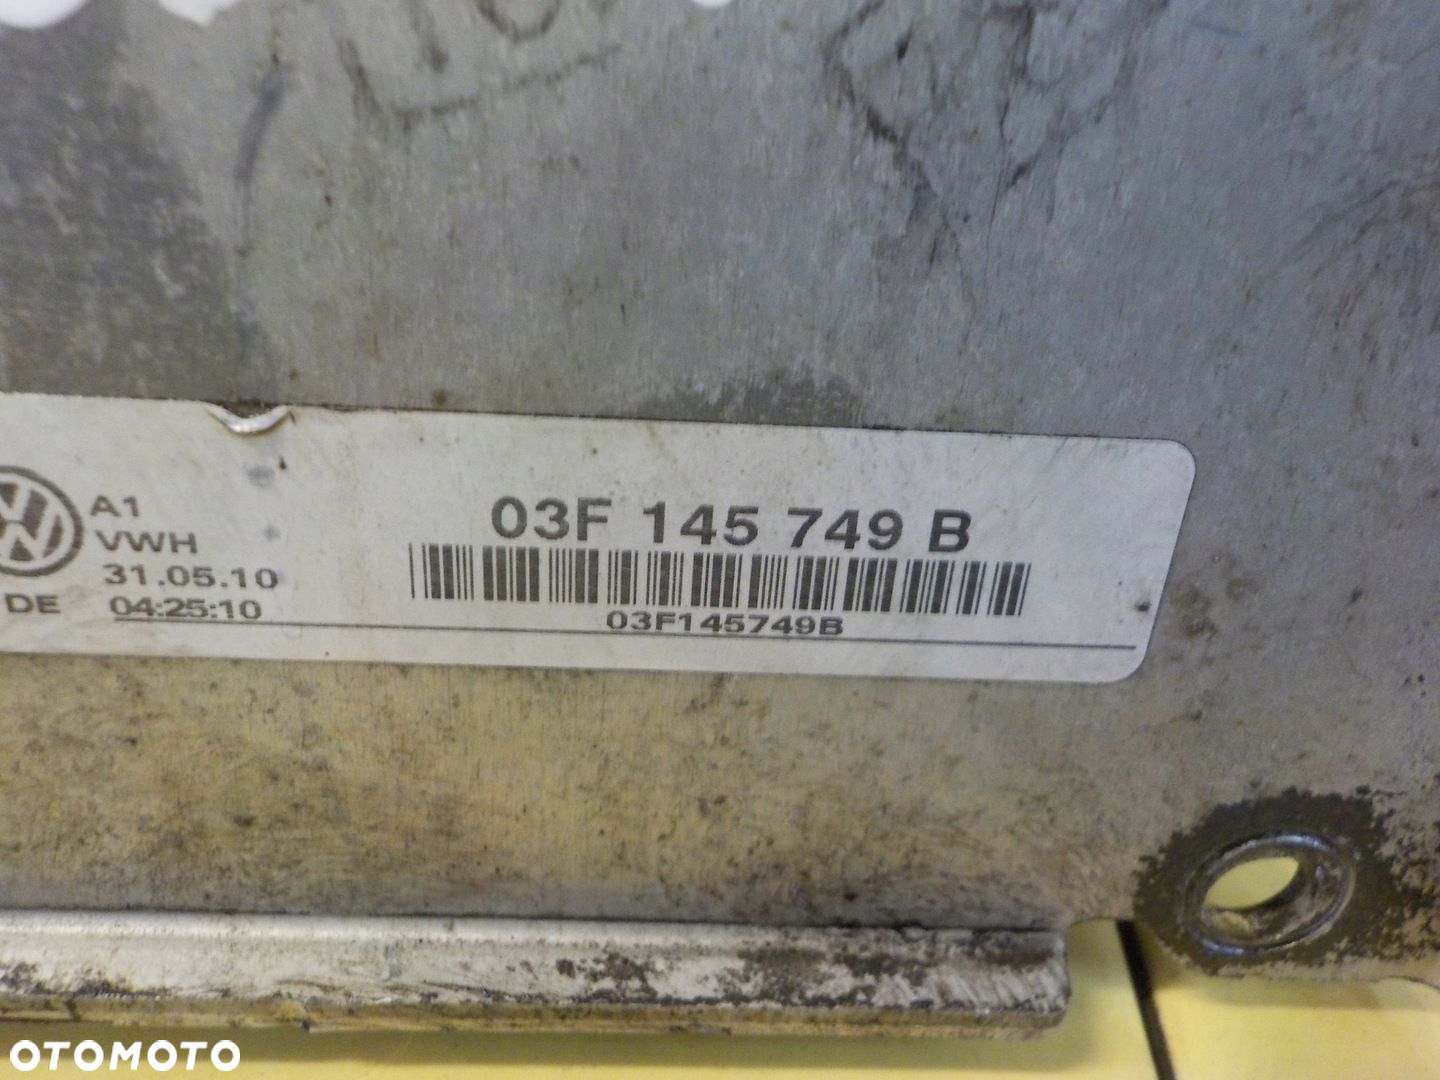 A1
VWH
31.05.10
DE 04:25:10
03F 145 749 B
03F145749B
OTOMOTO